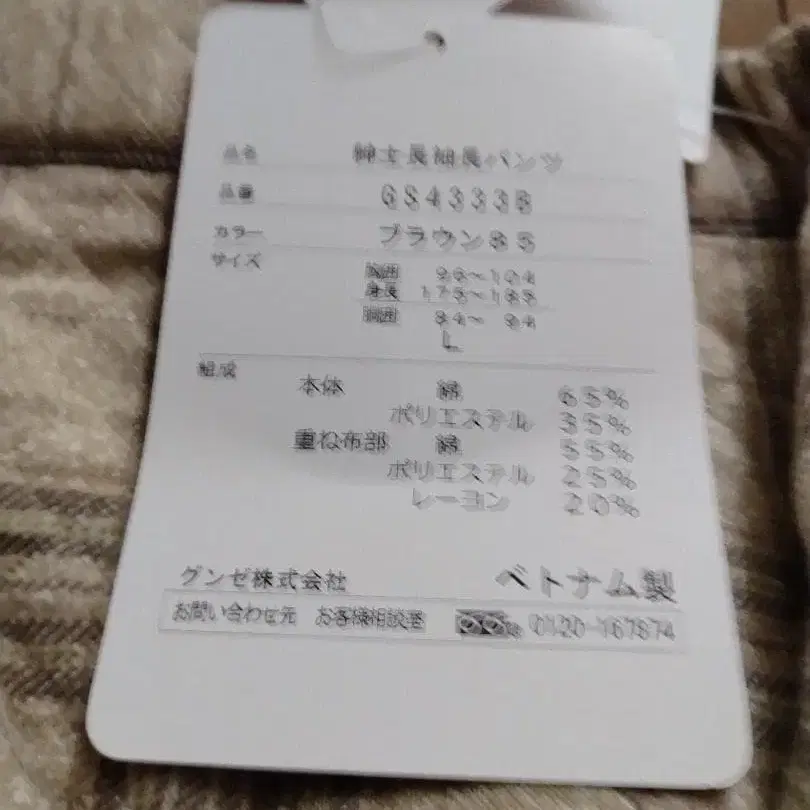 品名 紳士長袖長パンツ
品番 GS4333B
カラー ブラウン85
サイズ
胸囲 96〜104
身長 175〜185
胴囲 84〜 94
L
組成 本体 綿 65%
ポリエステル 35%
重ね布部 綿 55%
ポリエステル 25%
レーヨン 20%
グンゼ株式会社 ベトナム製
お問い合わせ元 お客様相談室 0120-167874